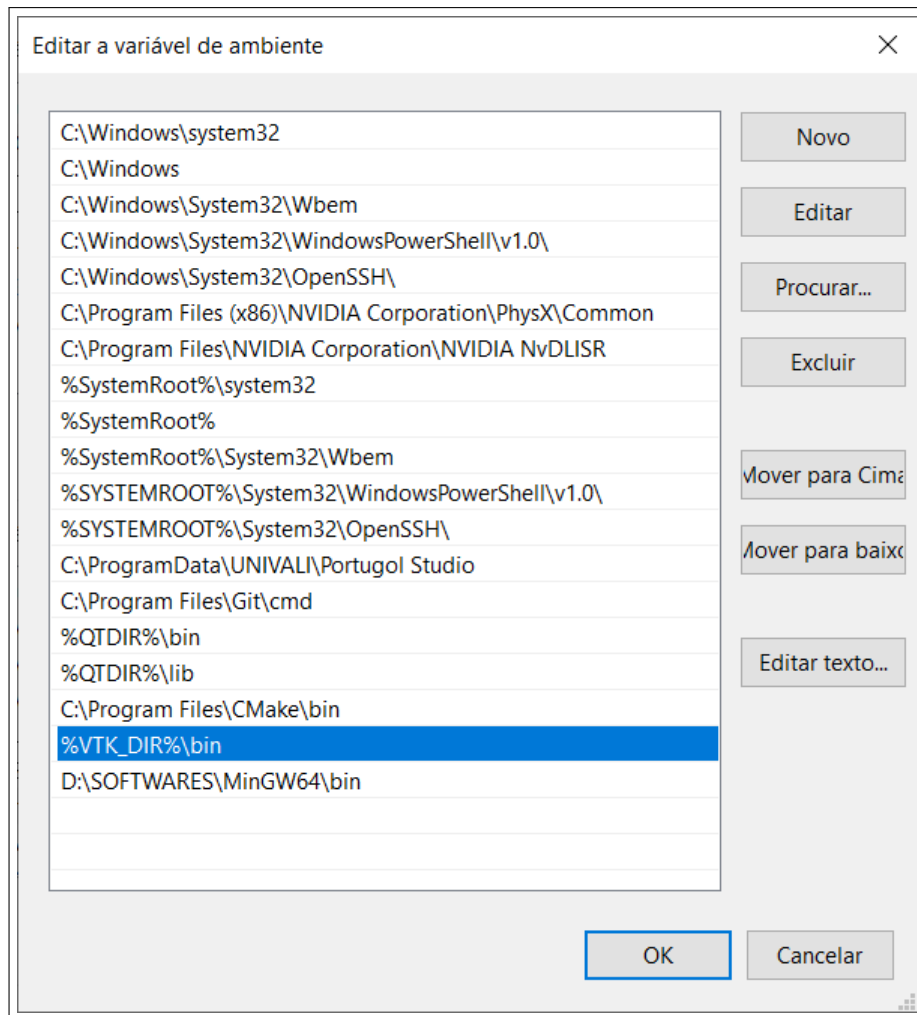 Editar a variável de ambiente
C:\Windows\system32
C:\Windows
C:\Windows\System32\Wbem
C:\Windows\System32\WindowsPowerShell\v1.0\
C:\Windows\System32\OpenSSH\
C:\Program Files (x86)\NVIDIA Corporation\PhysX\Common
C:\Program Files\NVIDIA Corporation\NVIDIA NvDLISR
%SystemRoot%\system32
%SystemRoot%
%SystemRoot%\System32\Wbem
%SYSTEMROOT%\System32\WindowsPowerShell\v1.0\
%SYSTEMROOT%\System32\OpenSSH\
C:\ProgramData\UNIVALI\Portugol Studio
C:\Program Files\Git\cmd
%QTDIR%\bin
%QTDIR%\lib
C:\Program Files\CMake\bin
%VTK_DIR%\bin
D:\SOFTWARES\MinGW64\bin
Novo
Editar
Procurar...
Excluir
Mover para Cima
Mover para baixo
Editar texto...
OK
Cancelar